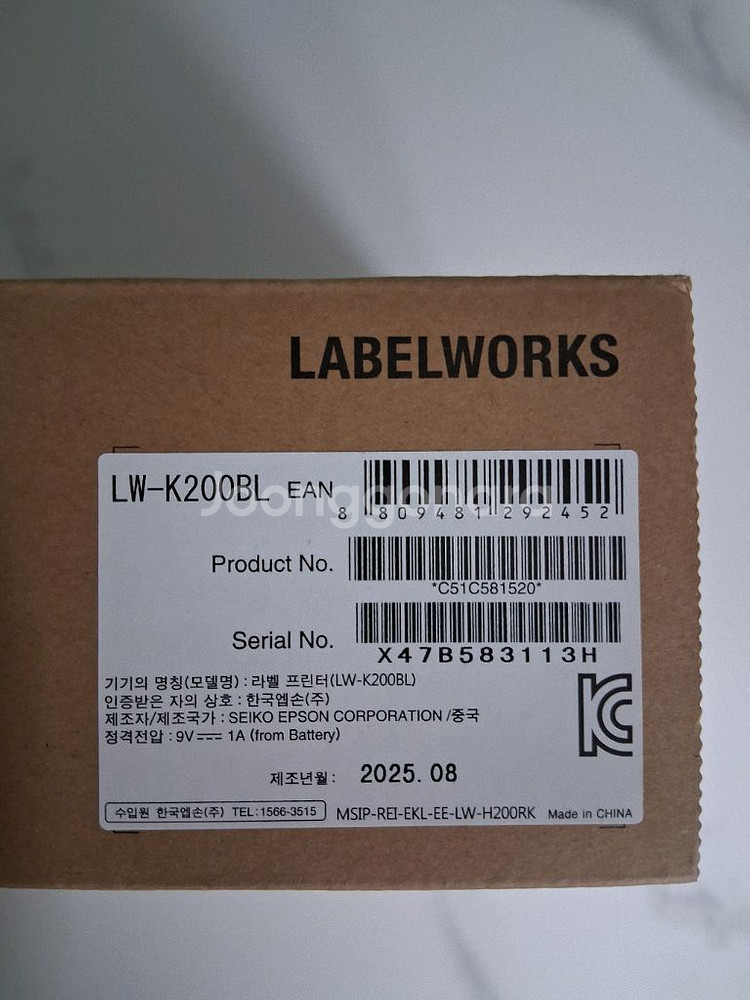 LABELWORKS
LW-K200BL EAN
8 809481 292452
Joonggonara
Product No.
*C51C581520*
Serial No.
X47B583113H
기기의 명칭(모델명) : 라벨 프린터(LW-K200BL)
인증받은 자의 상호 : 한국엡손(주)
제조자/제조국가 : SEIKO EPSON CORPORATION /중국
정격전압 : 9V⎓ 1A (from Battery)
제조년월 : 2025. 08
수입원 한국엡손(주) TEL:1566-3515
MSIP-REI-EKL-EE-LW-H200RK Made in CHINA